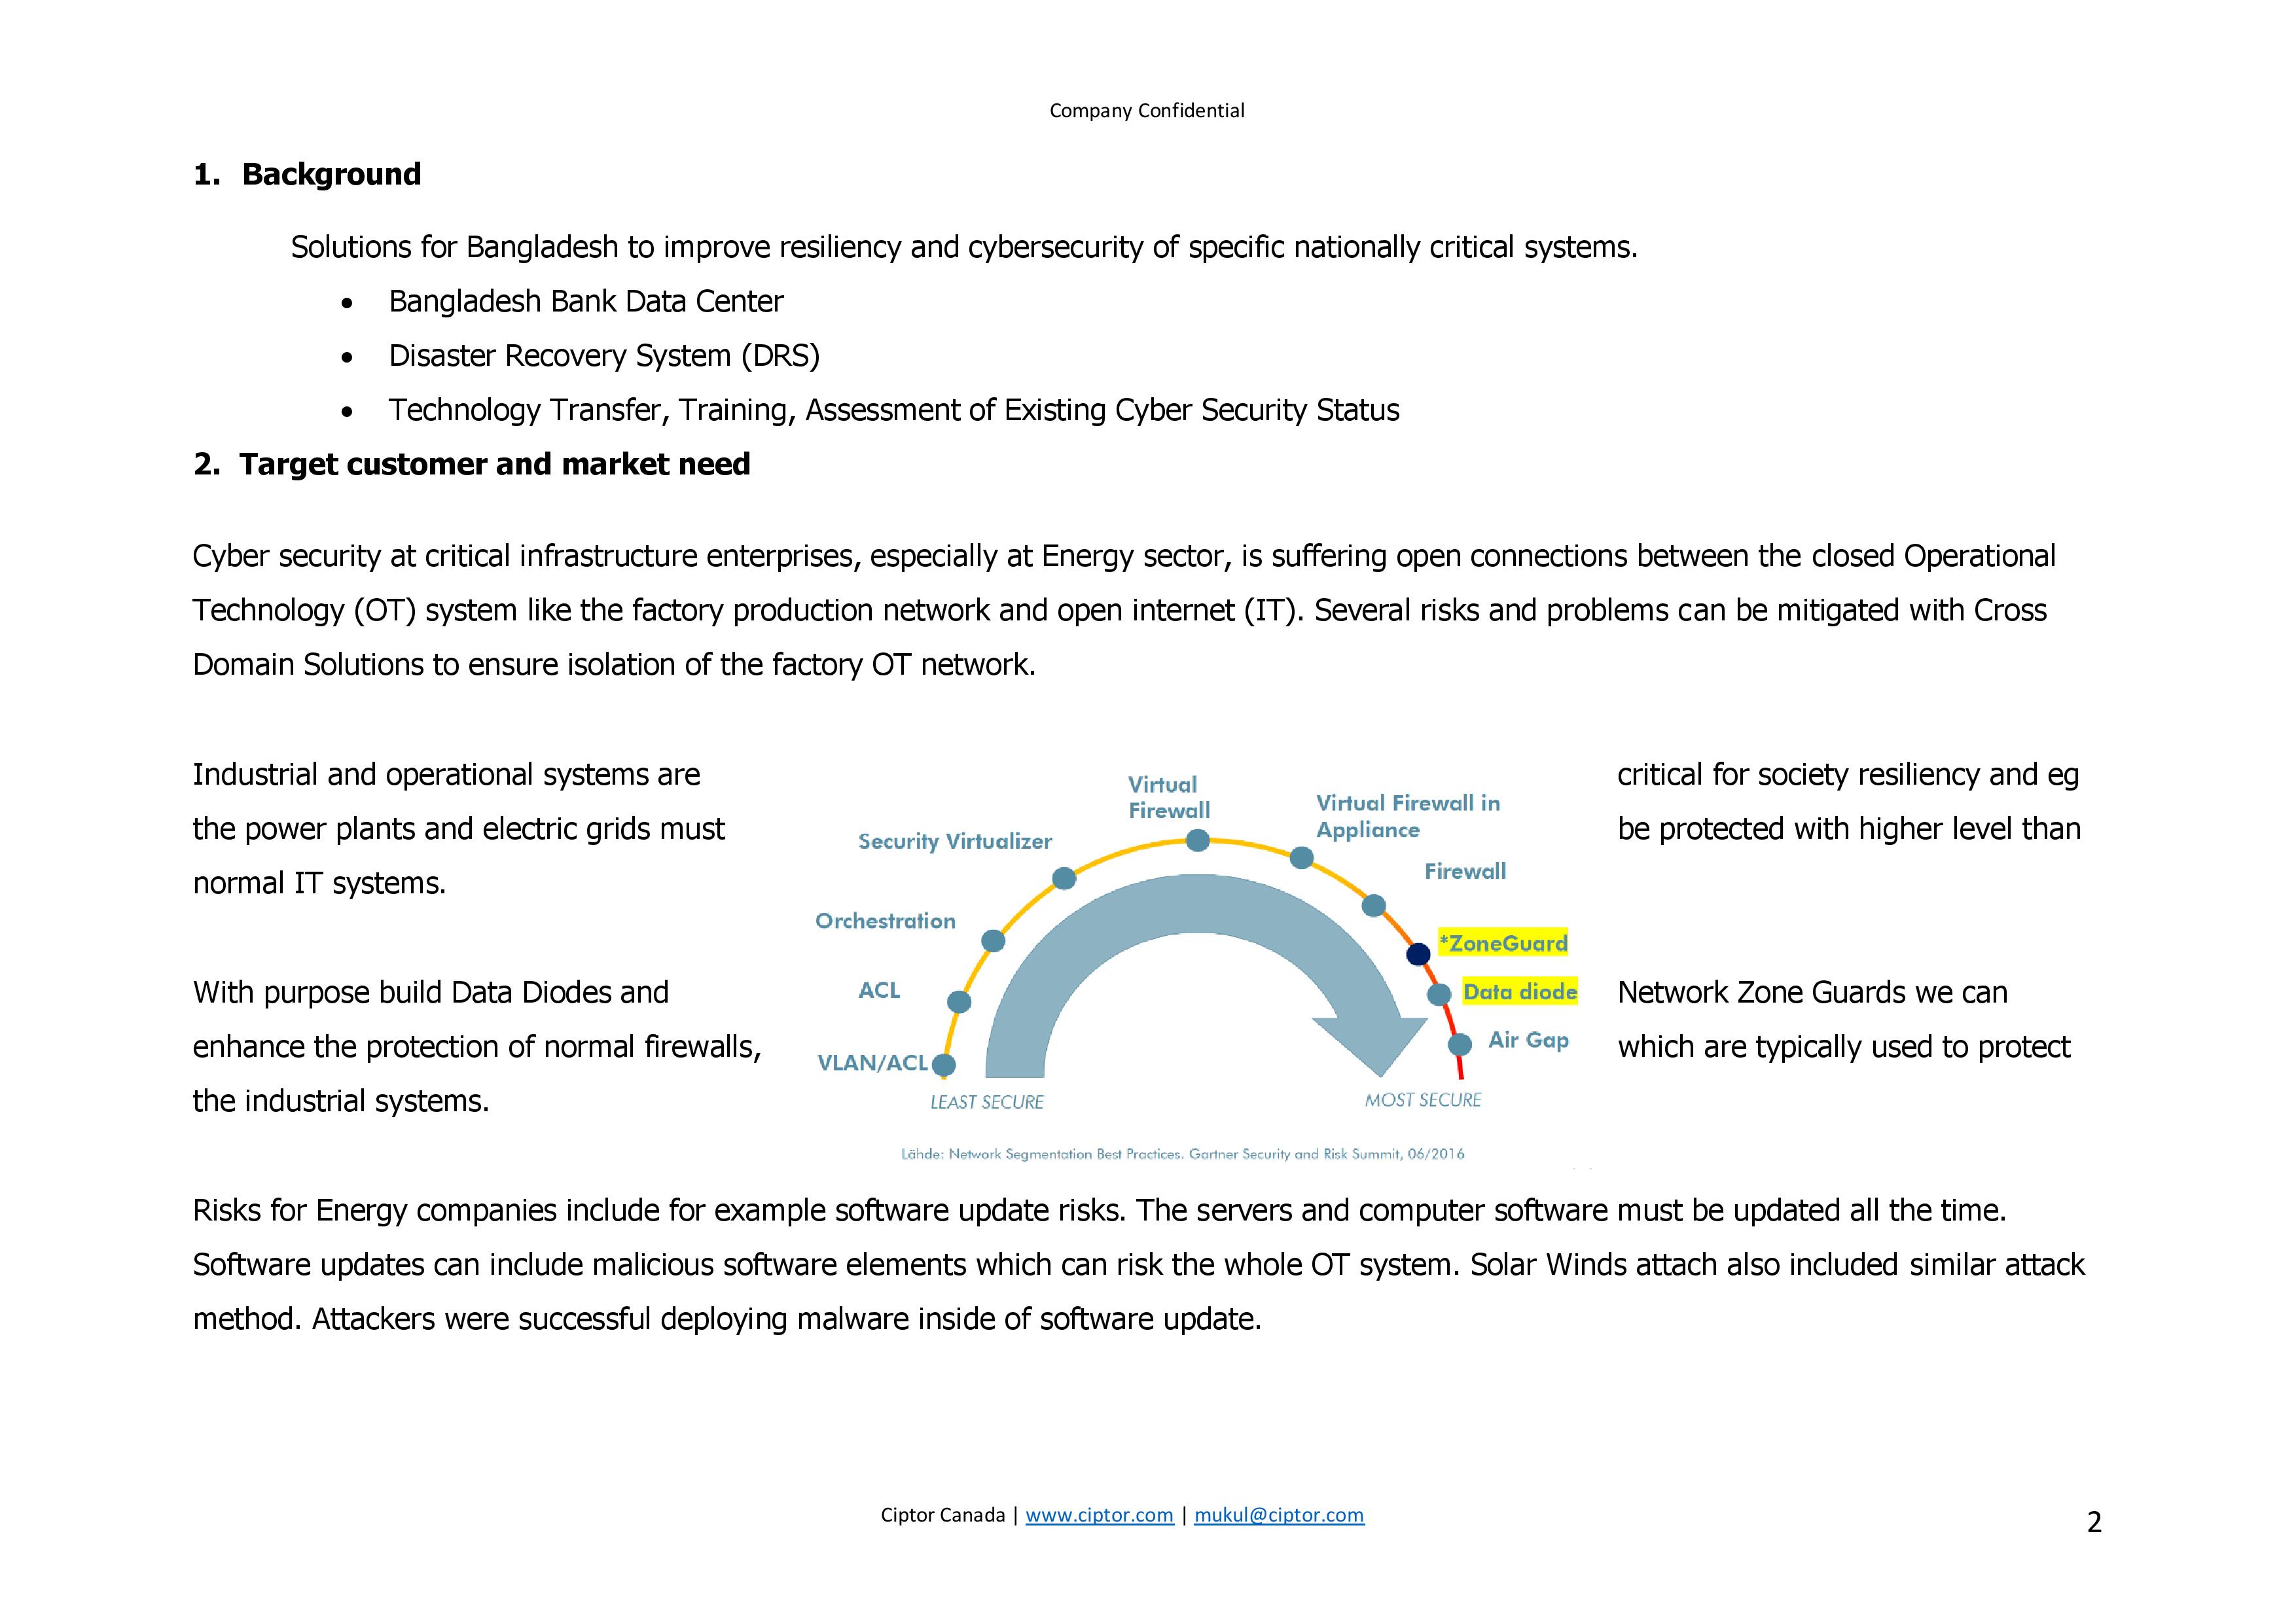 Company Confidential
1. Background
Solutions for Bangladesh to improve resiliency and cybersecurity of specific nationally critical systems.
• Bangladesh Bank Data Center
• Disaster Recovery System (DRS)
• Technology Transfer, Training, Assessment of Existing Cyber Security Status
2. Target customer and market need
Cyber security at critical infrastructure enterprises, especially at Energy sector, is suffering open connections between the closed Operational
Technology (OT) system like the factory production network and open internet (IT). Several risks and problems can be mitigated with Cross
Domain Solutions to ensure isolation of the factory OT network.
Industrial and operational systems are critical for society resiliency and eg
the power plants and electric grids must be protected with higher level than
normal IT systems.
With purpose build Data Diodes and Network Zone Guards we can
enhance the protection of normal firewalls, which are typically used to protect
the industrial systems.
VLAN/ACL
ACL
Orchestration
Security Virtualizer
Virtual
Firewall
Virtual Firewall in
Appliance
Firewall
*ZoneGuard
Data diode
Air Gap
LEAST SECURE
MOST SECURE
Lähde: Network Segmentation Best Practices. Gartner Security and Risk Summit, 06/2016
Risks for Energy companies include for example software update risks. The servers and computer software must be updated all the time.
Software updates can include malicious software elements which can risk the whole OT system. Solar Winds attach also included similar attack
method. Attackers were successful deploying malware inside of software update.
Ciptor Canada | www.ciptor.com | mukul@ciptor.com
2